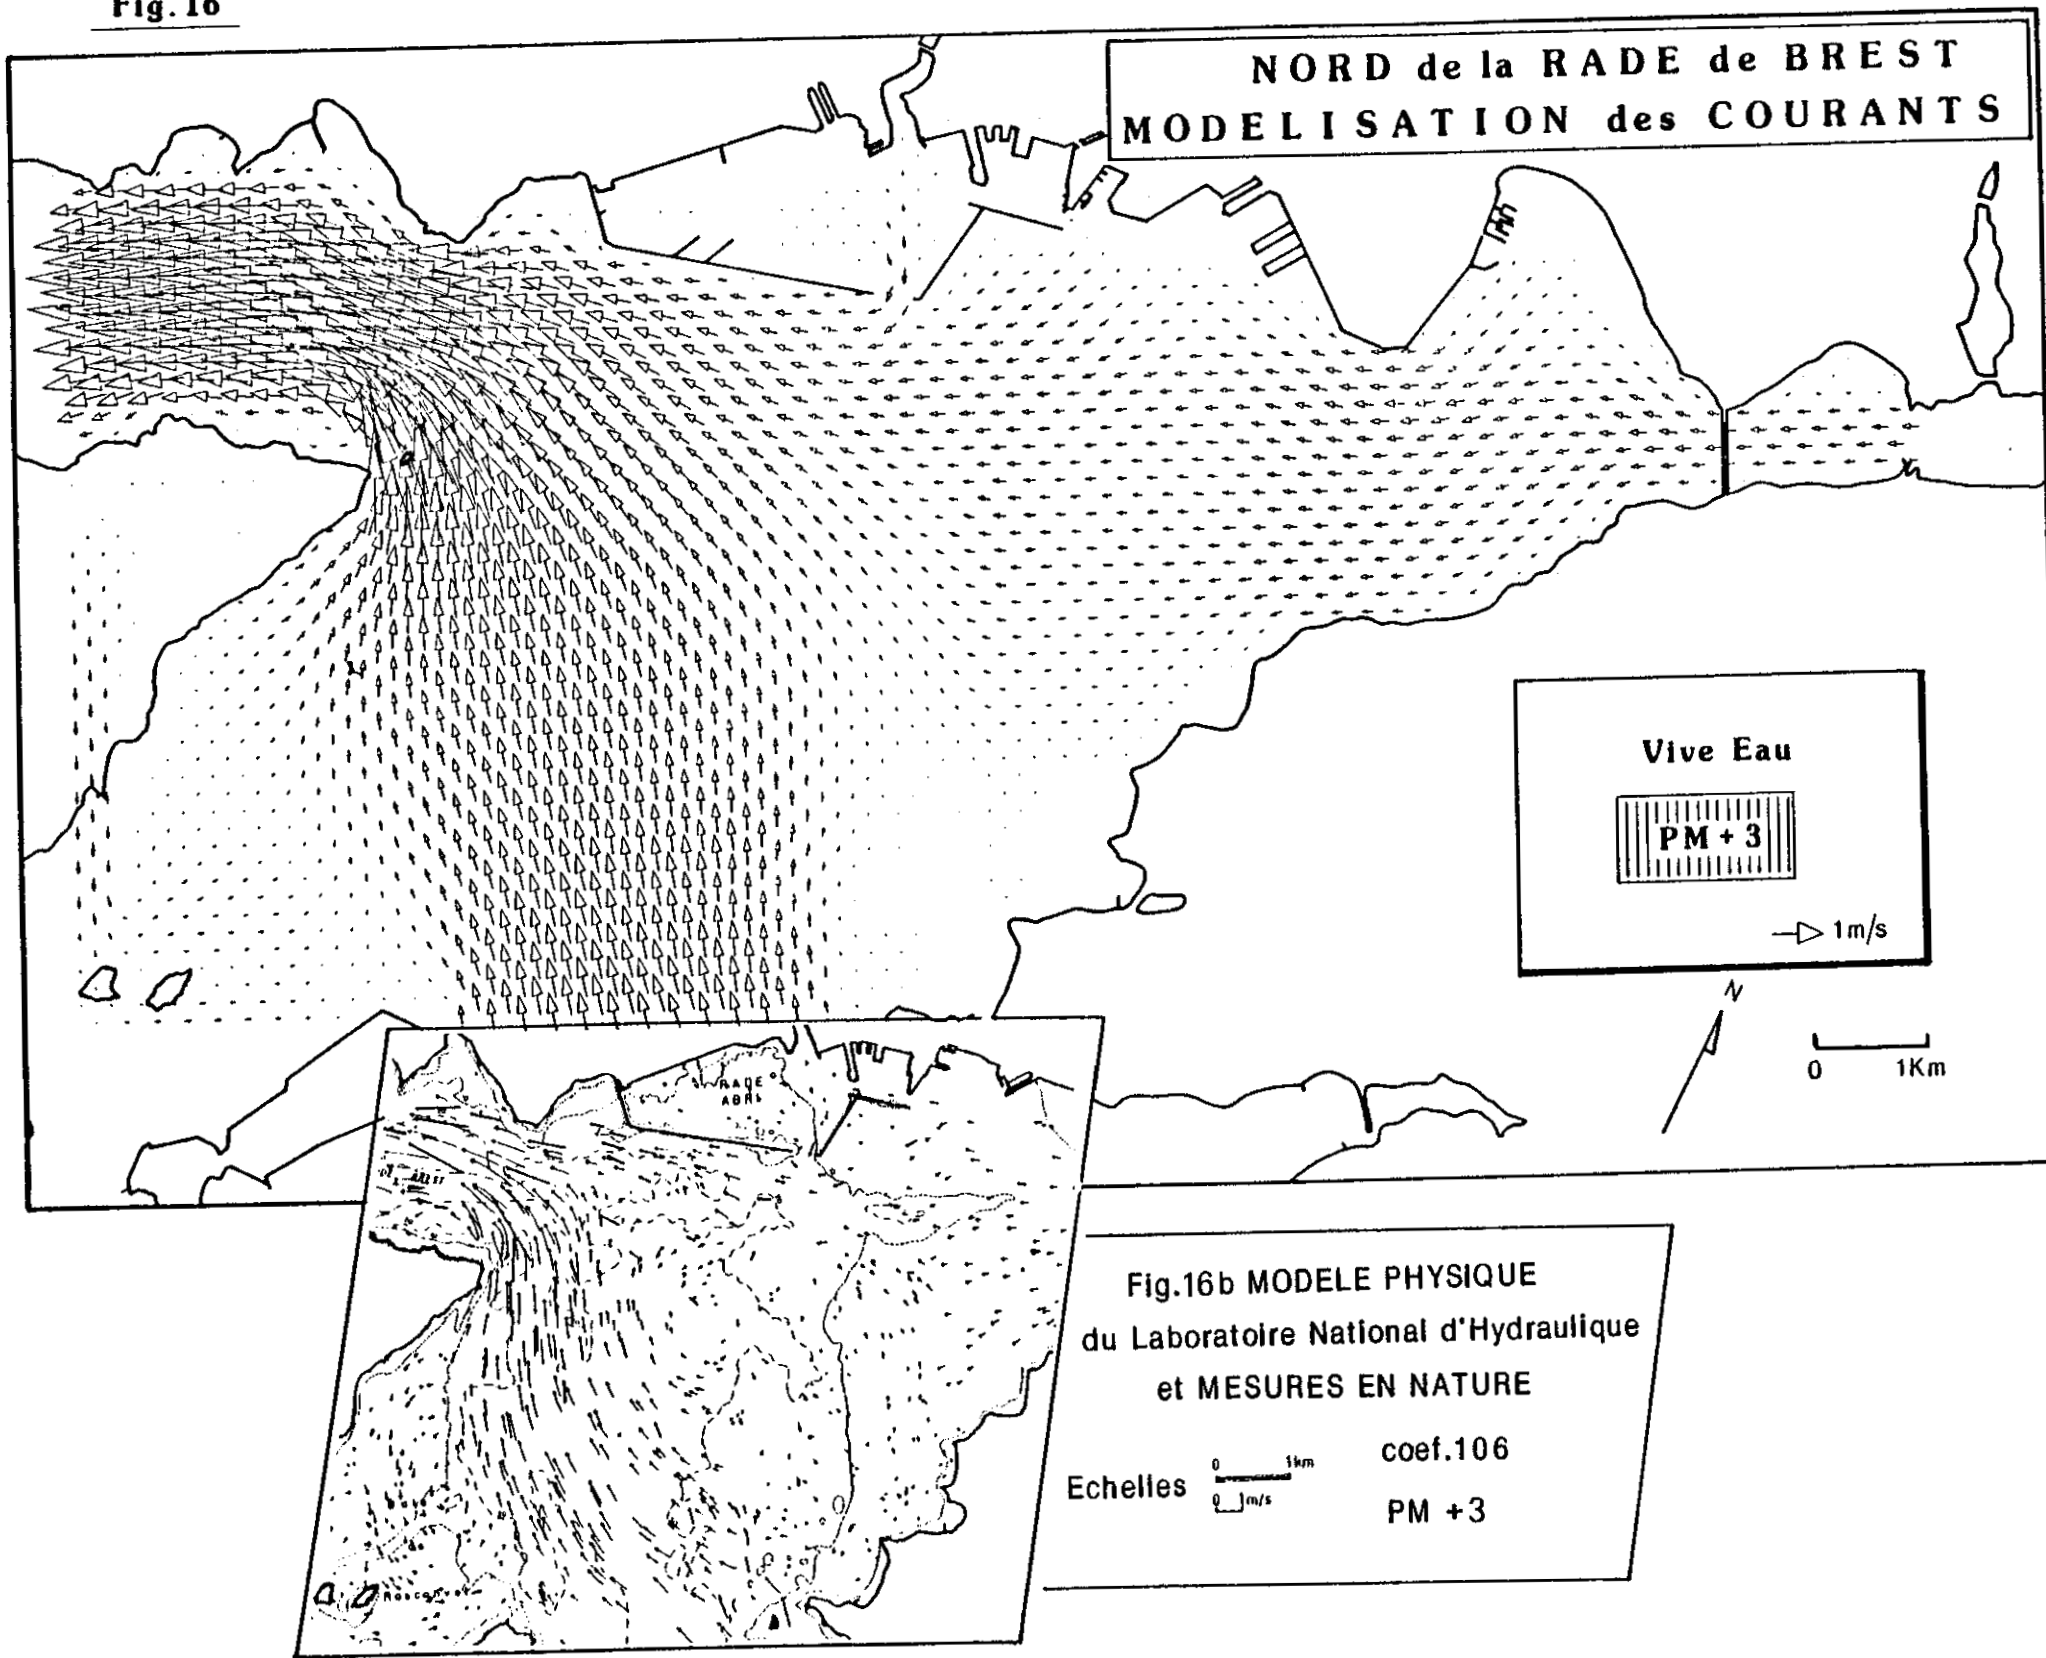 Fig. 16
NORD de la RADE de BREST
MODELISATION des COURANTS
Vive Eau
PM + 3
1m/s
N
0 1Km
RADE
ABRI
Fig.16b MODELE PHYSIQUE
du Laboratoire National d'Hydraulique
et MESURES EN NATURE
coef.106
Echelles 0 1km
0 m/s
PM +3
Rosconvel